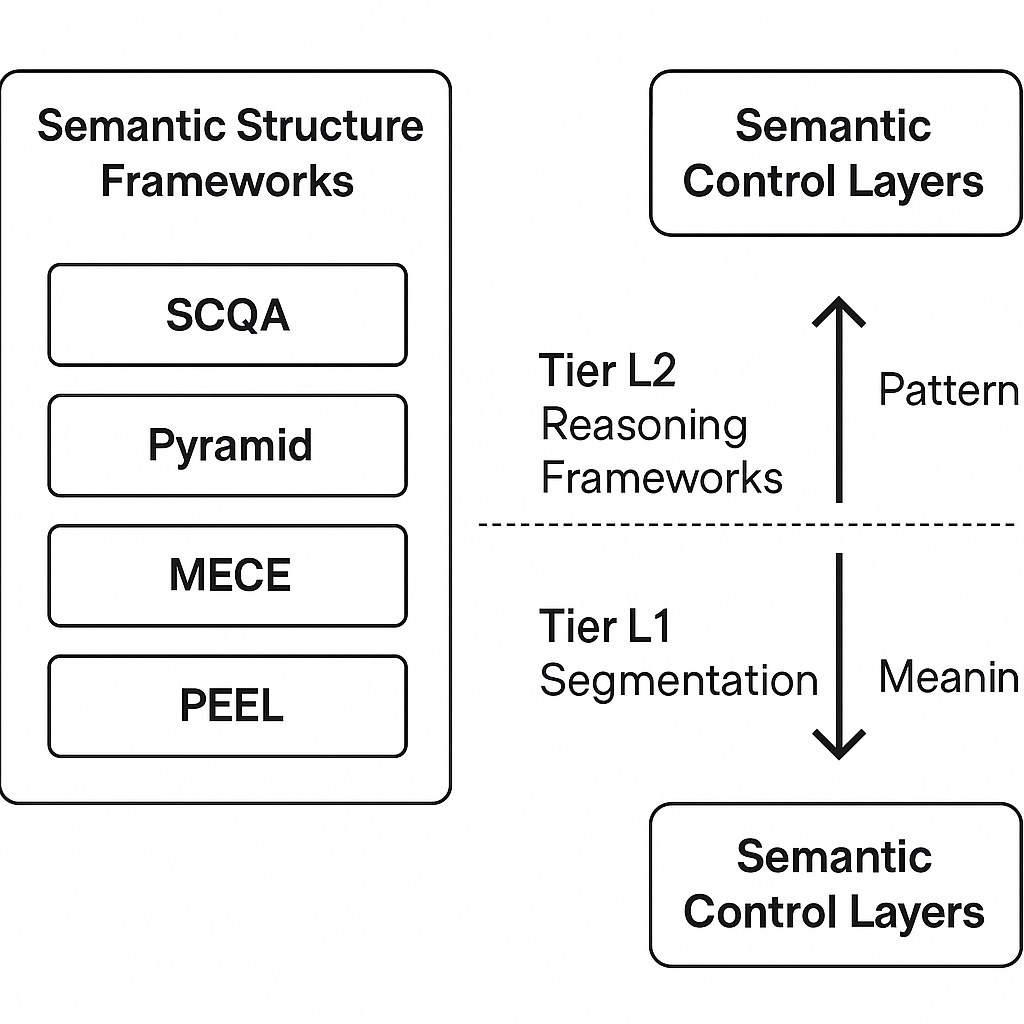 Semantic Structure
Frameworks
SCQA
Pyramid
MECE
PEEL
Semantic
Control Layers
Tier L2
Reasoning
Frameworks
Pattern
Tier L1
Segmentation
Meanin
Semantic
Control Layers